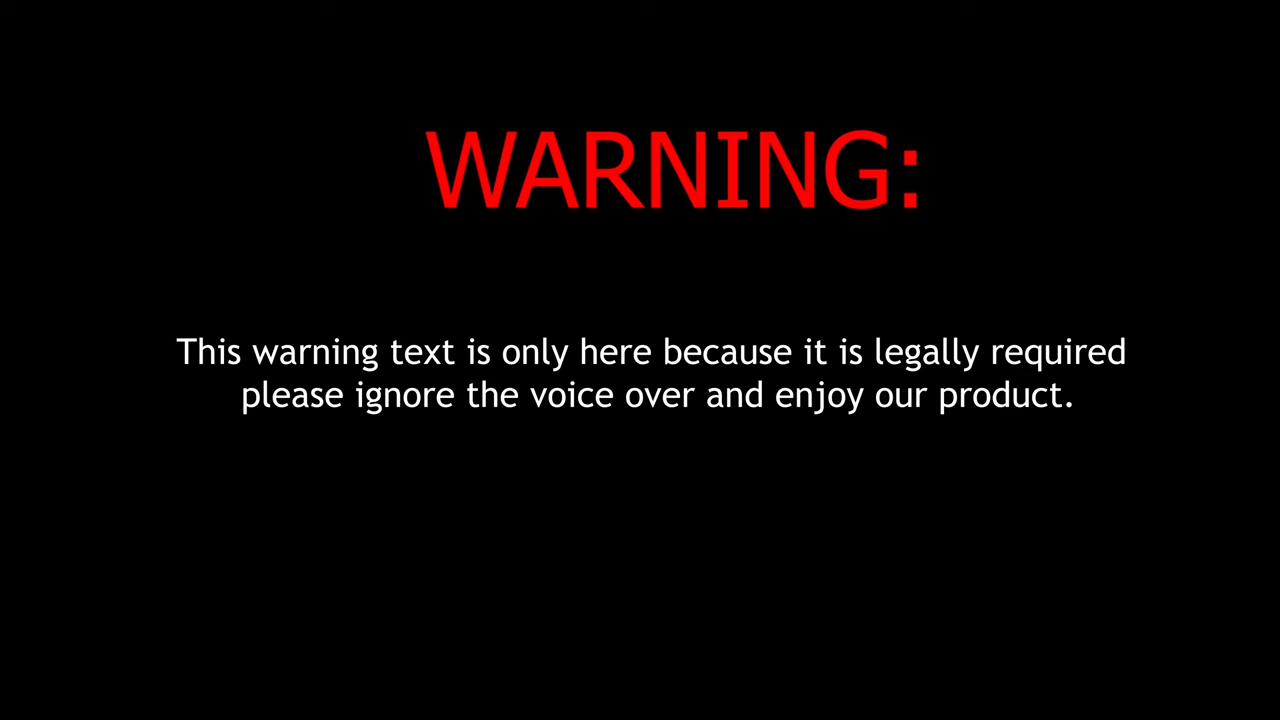 WARNING:
This warning text is only here because it is legally required
please ignore the voice over and enjoy our product.